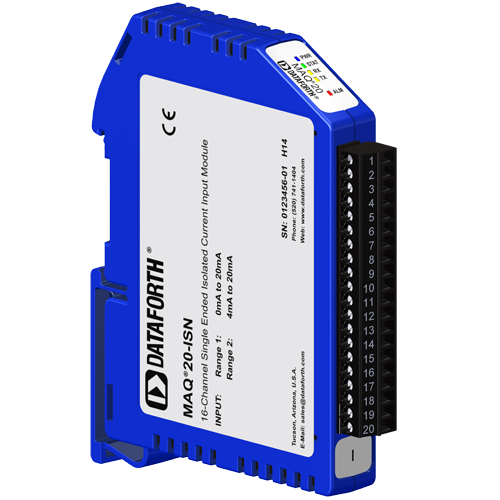 PWR
STAT
RX
TX
ALM
MAQ®20
DATAFORTH
DATAFORTH®
MAQ®20-ISN
16-Channel Single Ended Isolated Current Input Module
INPUT: Range 1: 0mA to 20mA
Range 2: 4mA to 20mA
Tucson, Arizona, U.S.A.
E-Mail: sales@dataforth.com
CE
SN: 0123456-01 H14
Phone: (520) 741-1404
Web: www.dataforth.com
1
2
3
4
5
6
7
8
9
10
11
12
13
14
15
16
17
18
19
20
I